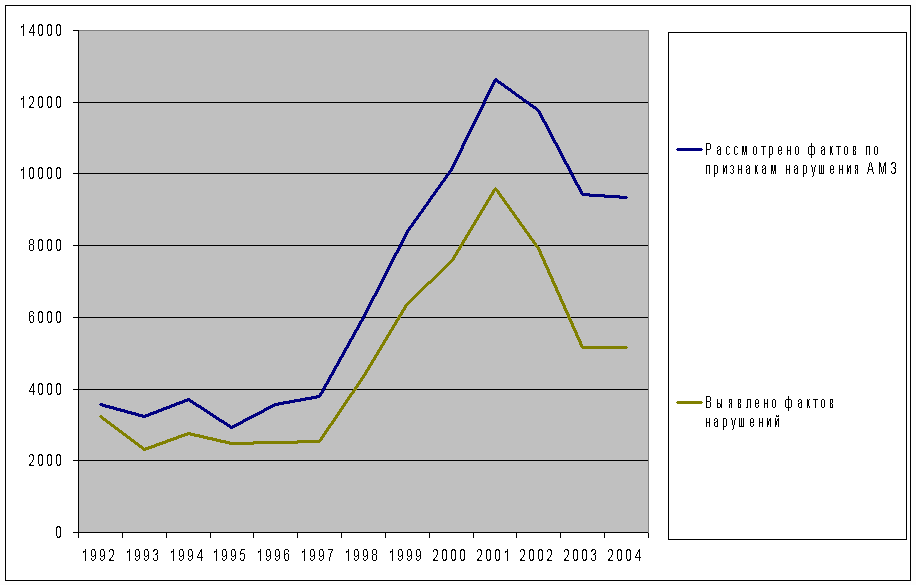 14000
12000
10000
8000
6000
4000
2000
0
1992 1993 1994 1995 1996 1997 1998 1999 2000 2001 2002 2003 2004
Рассмотрено фактов по
признакам нарушения АМЗ
Выявлено фактов
нарушений